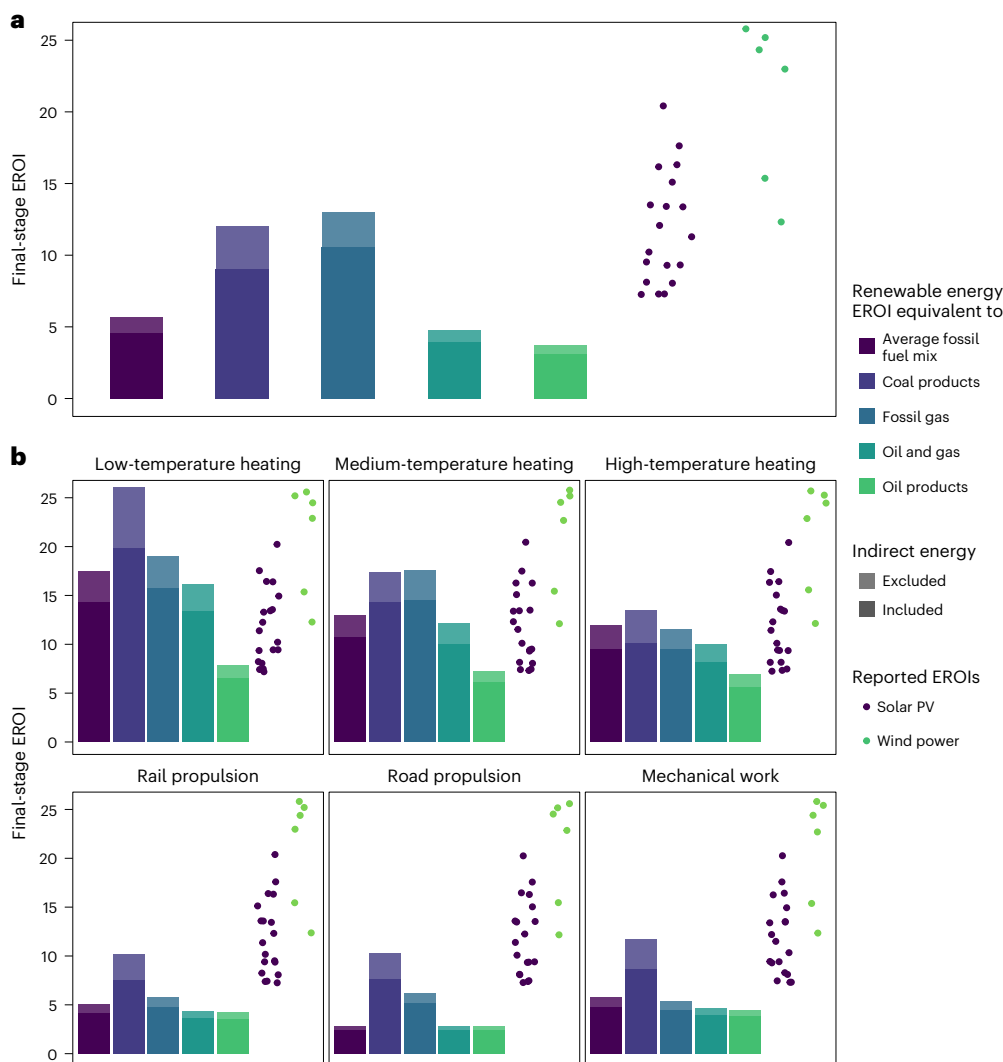 a
25
20
15
10
5
0
Final-stage EROI
Renewable energy
EROI equivalent to
Average fossil
fuel mix
Coal products
Fossil gas
Oil and gas
Oil products
Indirect energy
Excluded
Included
Reported EROIs
Solar PV
Wind power
b
Low-temperature heating
Medium-temperature heating
High-temperature heating
25
20
15
10
5
0
Final-stage EROI
Rail propulsion
Road propulsion
Mechanical work
25
20
15
10
5
0